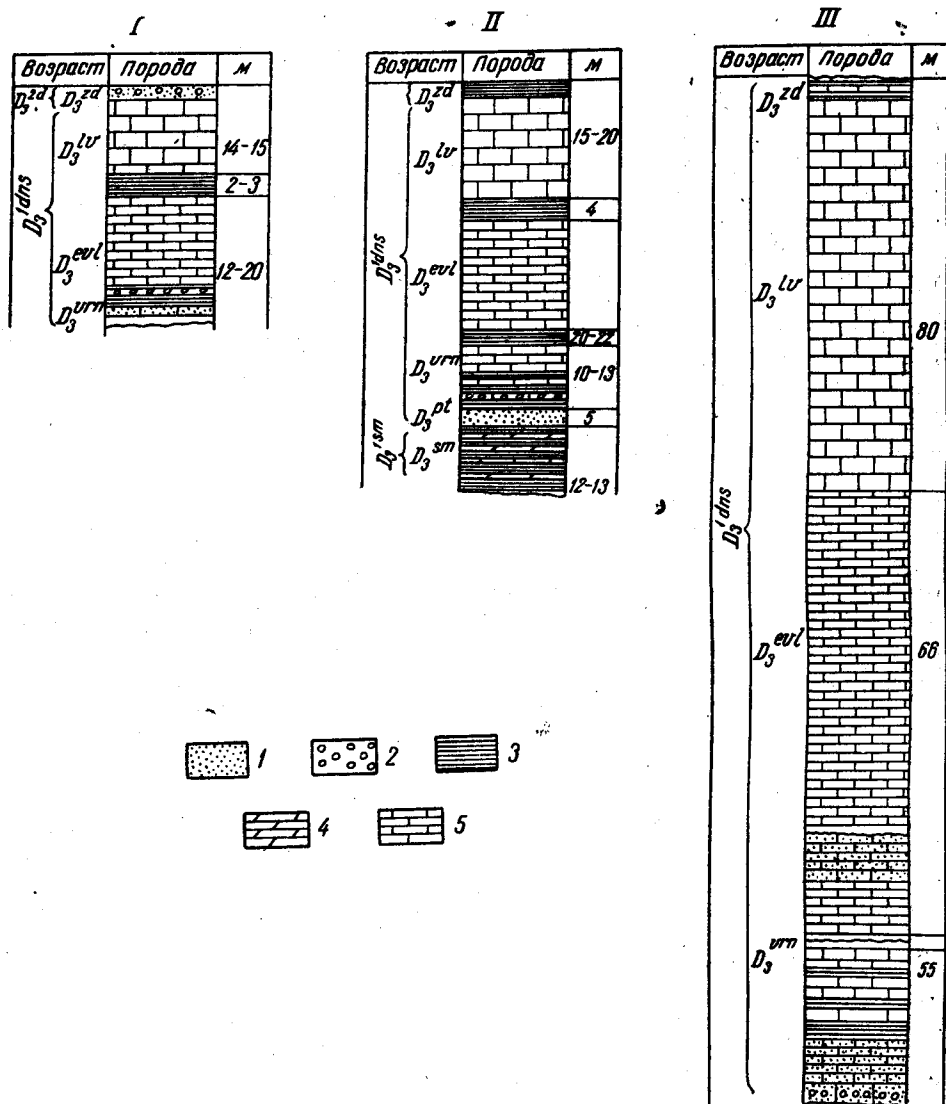 I
Возраст Порода м
D₃²ᵈ { D₃ᶻᵈ
D₃ˡᵛ 14-15
2-3
D₃¹ᵈⁿˢ
D₃ᵉᵛˡ 12-20
D₃ᵛʳⁿ
II
Возраст Порода м
{ D₃ᶻᵈ
D₃ˡᵛ 15-20
4
D₃¹ᵈⁿˢ D₃ᵉᵛˡ
20-22
D₃ᵛʳⁿ 10-13
D₃ᵖᵗ 5
D₃¹ˢᵐ { D₃ˢᵐ
12-13
III
Возраст Порода м
D₃ᶻᵈ
D₃ˡᵛ 80
D₃¹ᵈⁿˢ
D₃ᵉᵛˡ 66
D₃ᵛʳⁿ 55
1 2 3
4 5